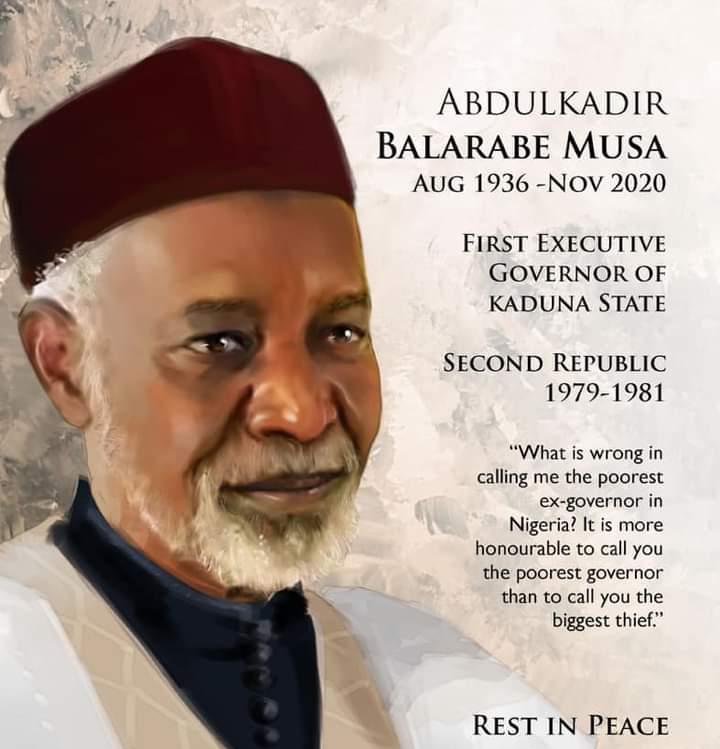 ABDULKADIR
BALARABE MUSA
AUG 1936 -NOV 2020
FIRST EXECUTIVE
GOVERNOR OF
KADUNA STATE
SECOND REPUBLIC
1979-1981
“What is wrong in
calling me the poorest
ex-governor in
Nigeria? It is more
honourable to call you
the poorest governor
than to call you the
biggest thief.”
REST IN PEACE